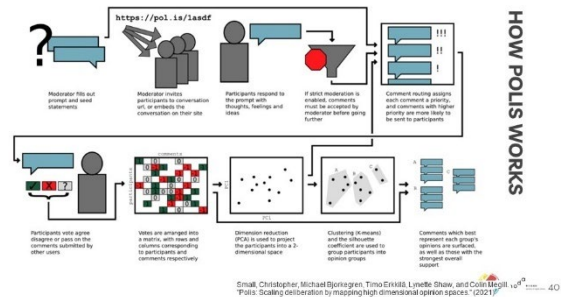 HOW POLIS WORKS
https://pol.is/1asdf
?
!!!
!!
!
Moderator fills out
prompt and seed
statements
Moderator invites
participants to conversation
url, or embeds the
conversation on their site
Participants respond to
the prompt with
thoughts, feelings and
ideas
If strict moderation is
enabled, comments
must be accepted by
moderator before going
further
Comment routing assigns
each comment a priority,
and comments with higher
priority are more likely to
be sent to participants
?
comments
participants
PC2
PC1
A
B
C
A
B
C
Participants vote agree
disagree or pass on the
comments submitted by
other users
Votes are arranged into
a matrix, with rows and
columns corresponding
to participants and
comments respectively
Dimension reduction
(PCA) is used to project
the participants into a 2-
dimensional space
Clustering (K-means) and
the silhouette
coefficient are used to
group participants into
opinion groups
Comments which best
represent each group's
opinions are surfaced,
as well as those with the
strongest overall
support
Small, Christopher, Michael Bjorkegren, Timo Erkkilä, Lynette Shaw, and Colin Megill.
"Polis: Scaling deliberation by mapping high dimensional opinion spaces." (2021)
40